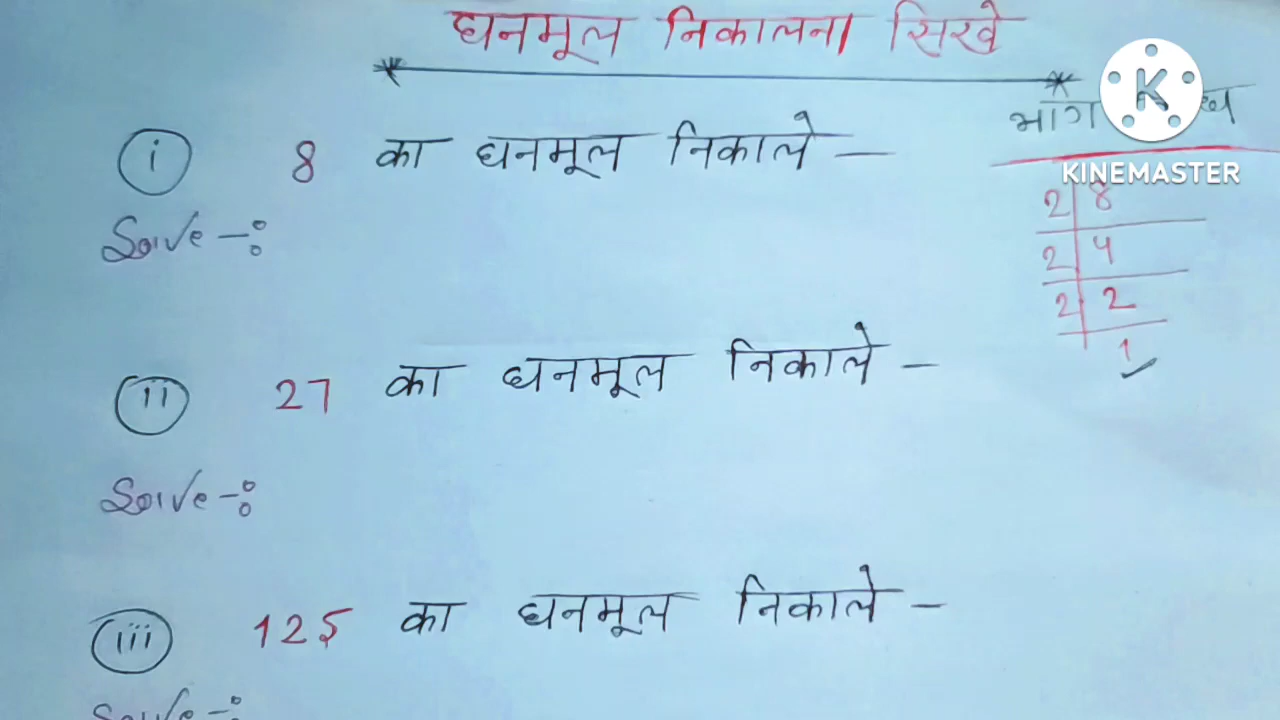 घनमूल निकालना सिखे
भाग
KINEMASTER
i 8 का घनमूल निकाले —
2 8
2 4
2 2
1
Solve -:
ii 27 का घनमूल निकाले —
Solve -:
iii 125 का घनमूल निकाले —
Solve -: